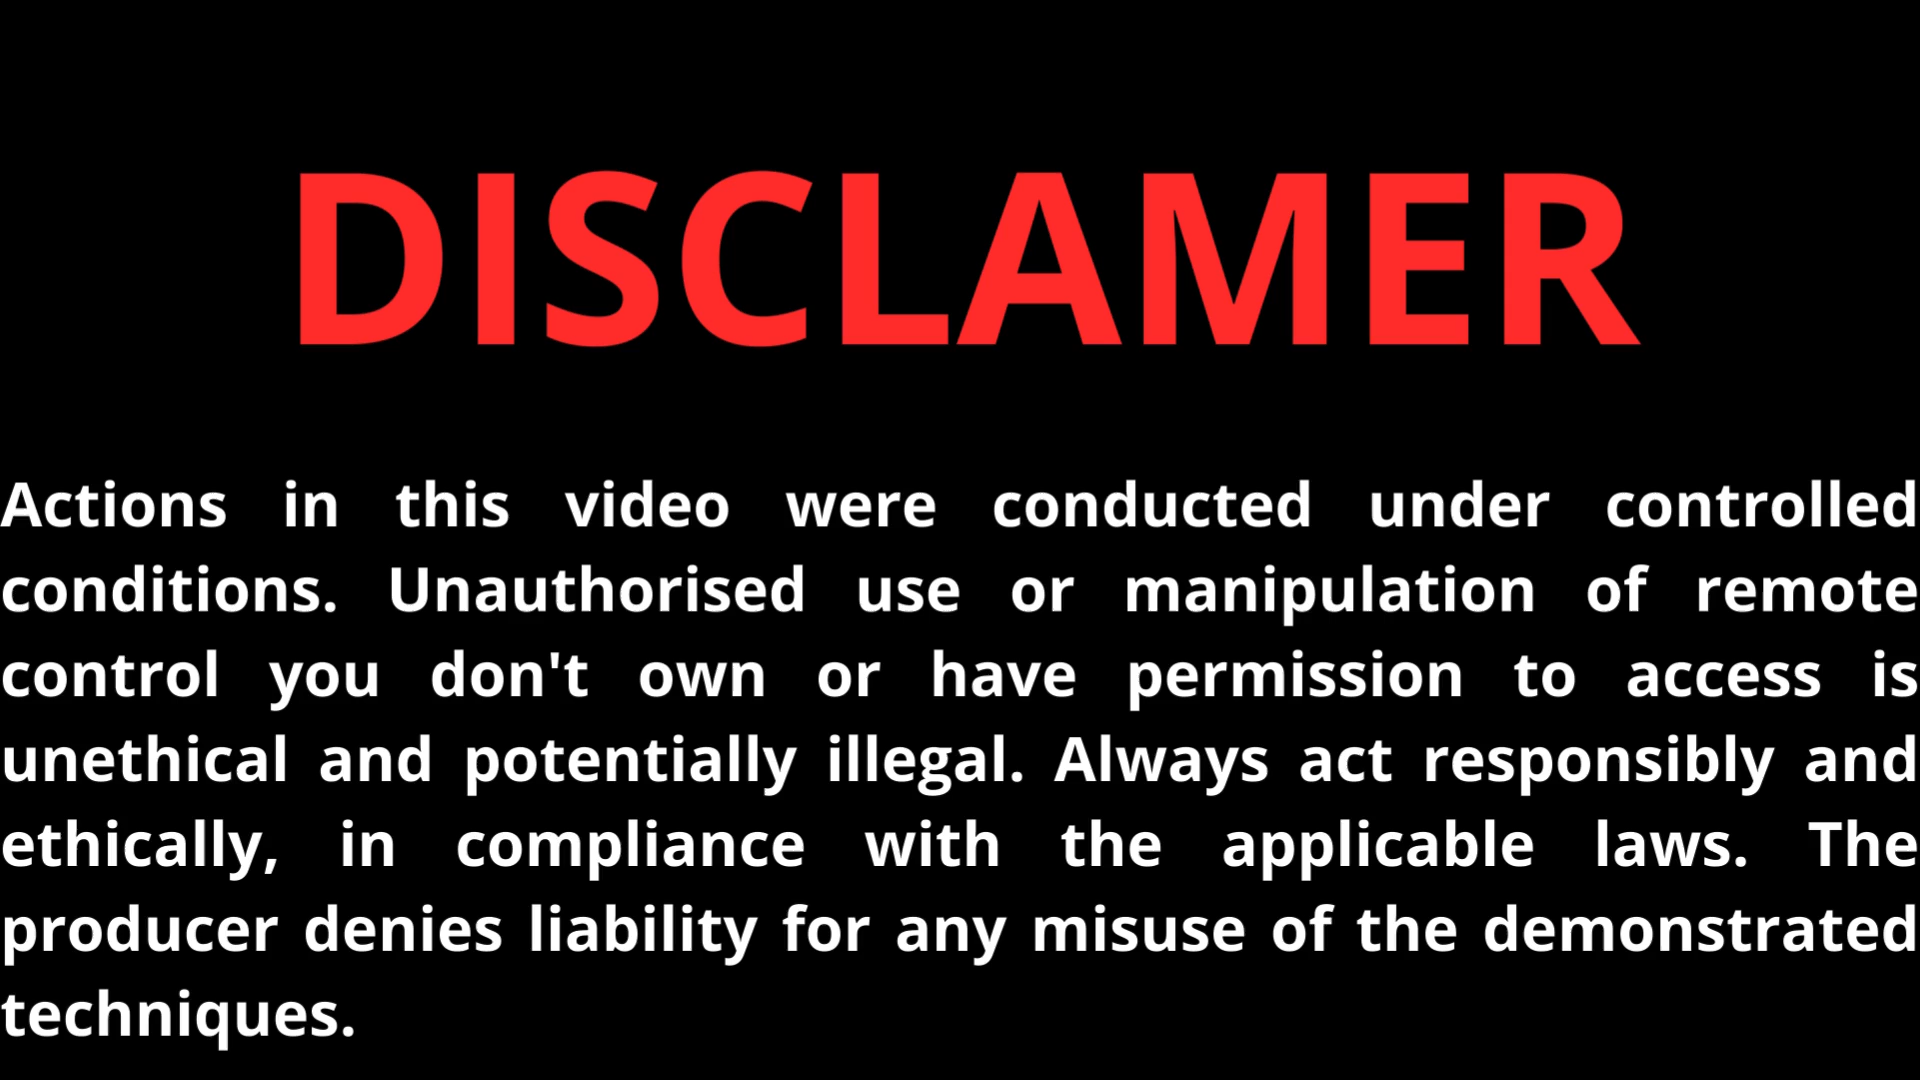 DISCLAMER
Actions in this video were conducted under controlled
conditions. Unauthorised use or manipulation of remote
control you don't own or have permission to access is
unethical and potentially illegal. Always act responsibly and
ethically, in compliance with the applicable laws. The
producer denies liability for any misuse of the demonstrated
techniques.